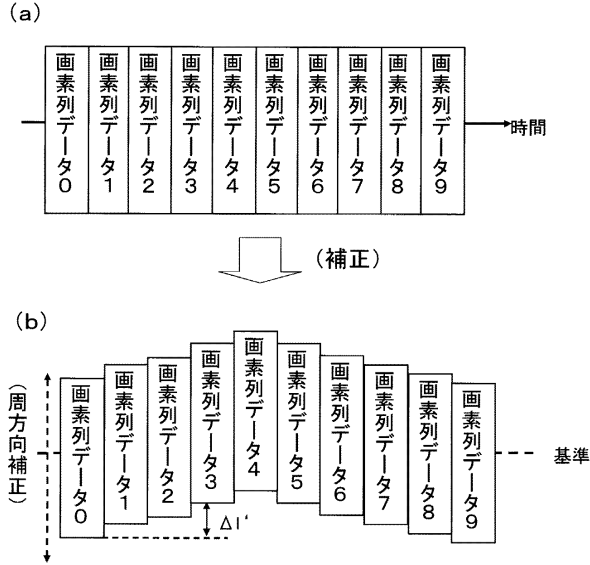 (a)
画素列データ0
画素列データ1
画素列データ2
画素列データ3
画素列データ4
画素列データ5
画素列データ6
画素列データ7
画素列データ8
画素列データ9
時間
(補正)
(b)
(周方向補正)
画素列データ0
画素列データ1
画素列データ2
画素列データ3
画素列データ4
画素列データ5
画素列データ6
画素列データ7
画素列データ8
画素列データ9
基準
Δl'